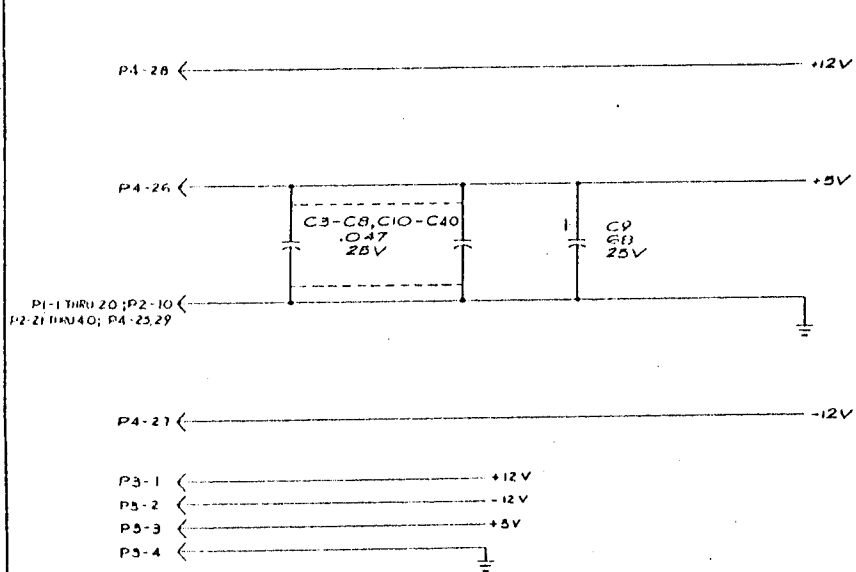 P4-28 +12V
P4-26 +5V
C3-C8, C10-C40
.047
25V
C9
68
25V
P1-1 THRU 20; P2-10
P2-21 THRU 40; P4-25,29
P4-27 -12V
P3-1 +12V
P3-2 -12V
P3-3 +5V
P3-4